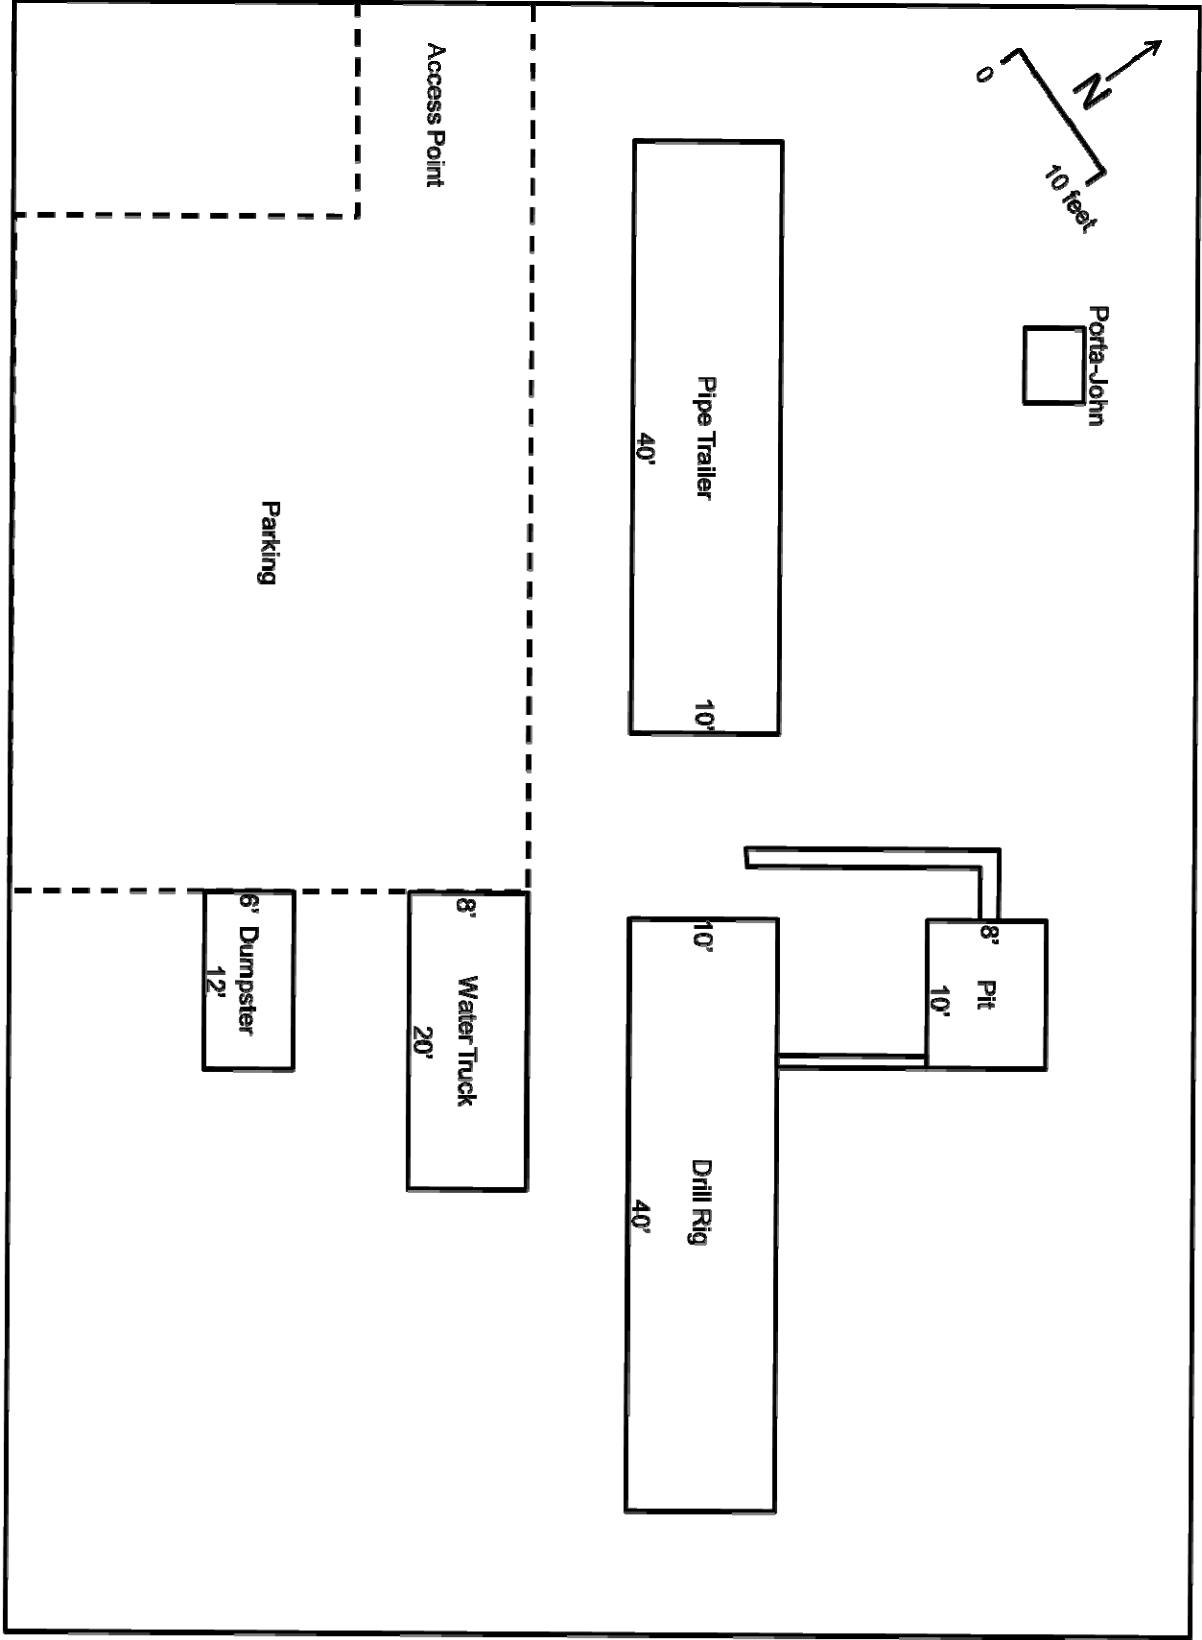 Access Point
N
0
10 feet
Porta-John
Pipe Trailer
40'
10'
Parking
6' Dumpster
12'
8'
Water Truck
20'
10'
Drill Rig
40'
8'
Pit
10'